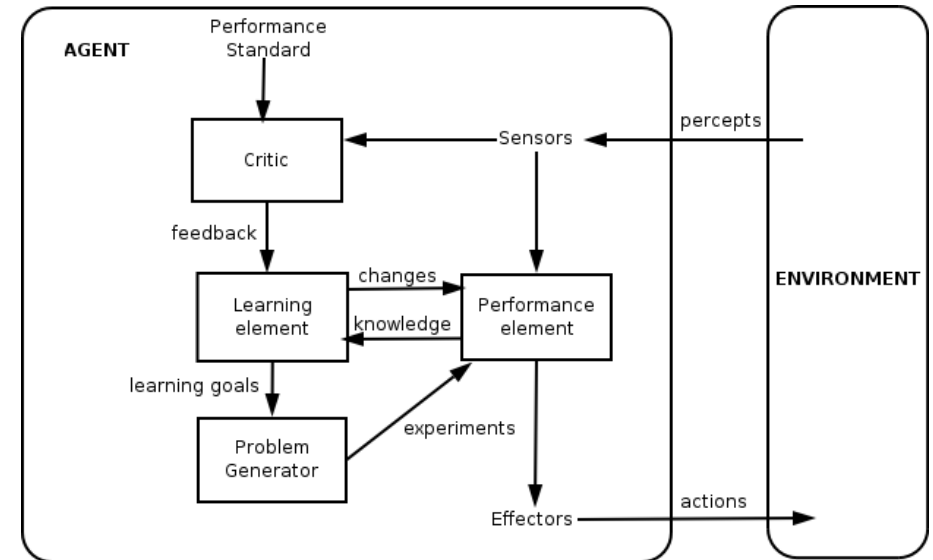 Performance
Standard
AGENT
percepts
Sensors
Critic
feedback
changes
ENVIRONMENT
Learning
element
Performance
element
knowledge
learning goals
experiments
Problem
Generator
actions
Effectors